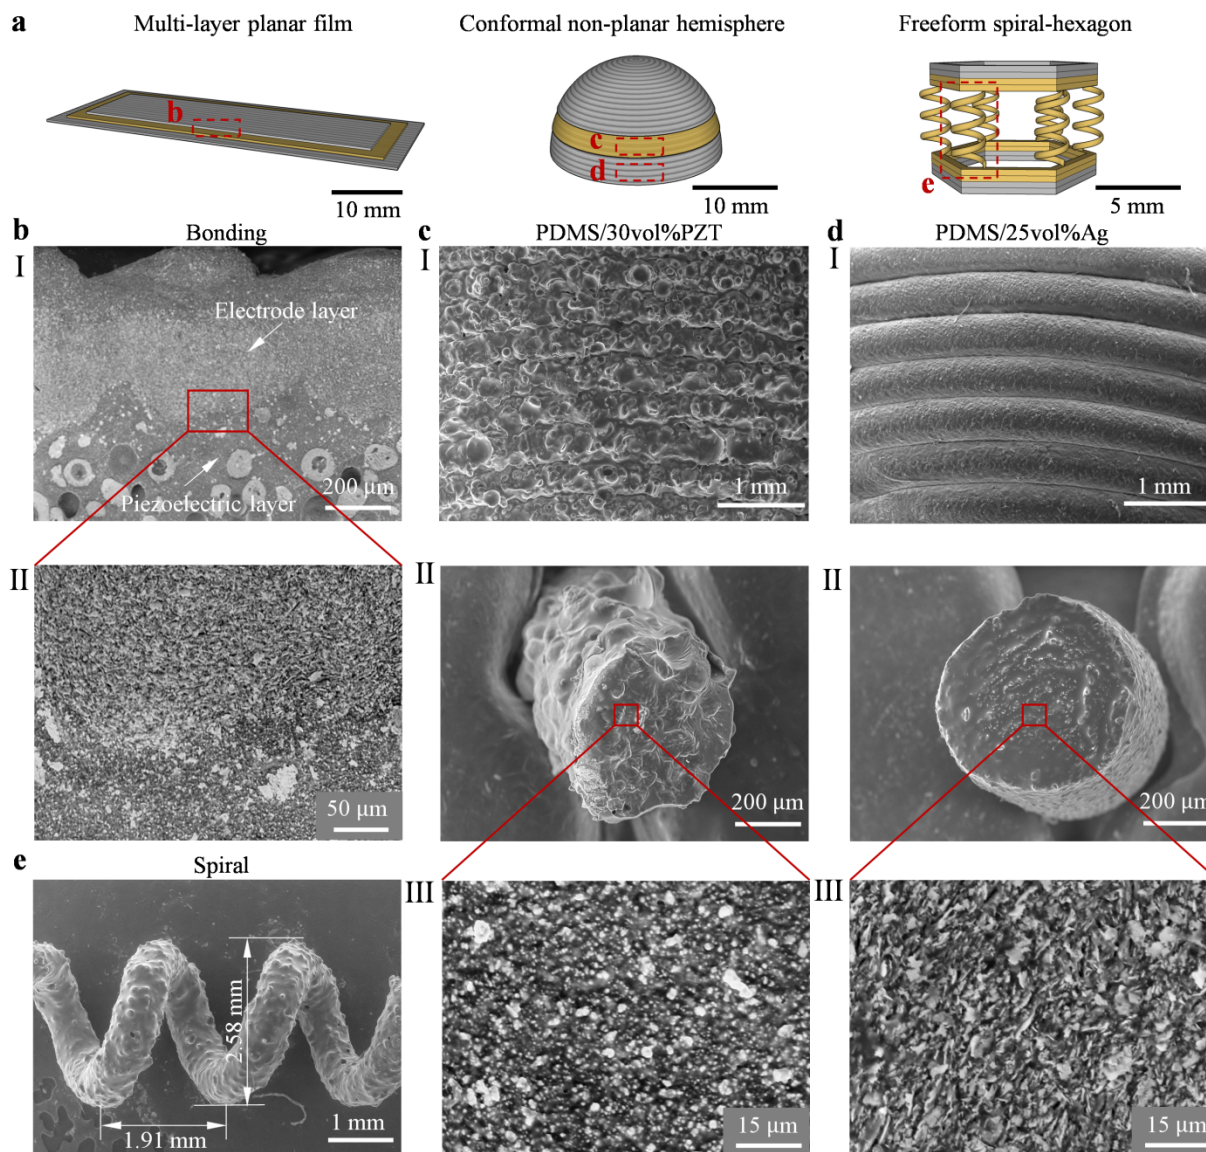 a
Multi-layer planar film
Conformal non-planar hemisphere
Freeform spiral-hexagon
b
c
d
e
10 mm
10 mm
5 mm
b
Bonding
c
PDMS/30vol%PZT
d
PDMS/25vol%Ag
I
Electrode layer
Piezoelectric layer
200 μm
I
1 mm
I
1 mm
II
50 μm
II
200 μm
II
200 μm
e
Spiral
2.58 mm
1.91 mm
1 mm
III
15 μm
III
15 μm